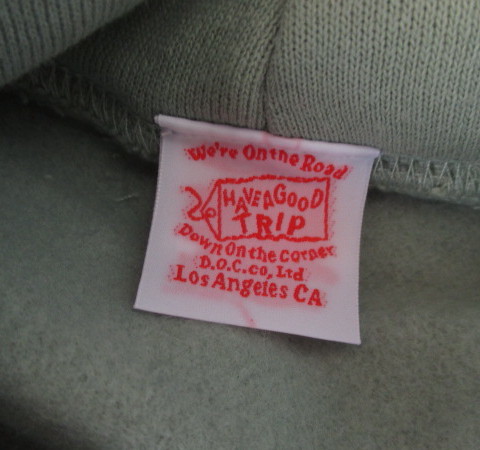 We're On the Road
HAVE A GOOD
TRIP
Down On the corner
D.O.C.co, Ltd
Los Angeles CA